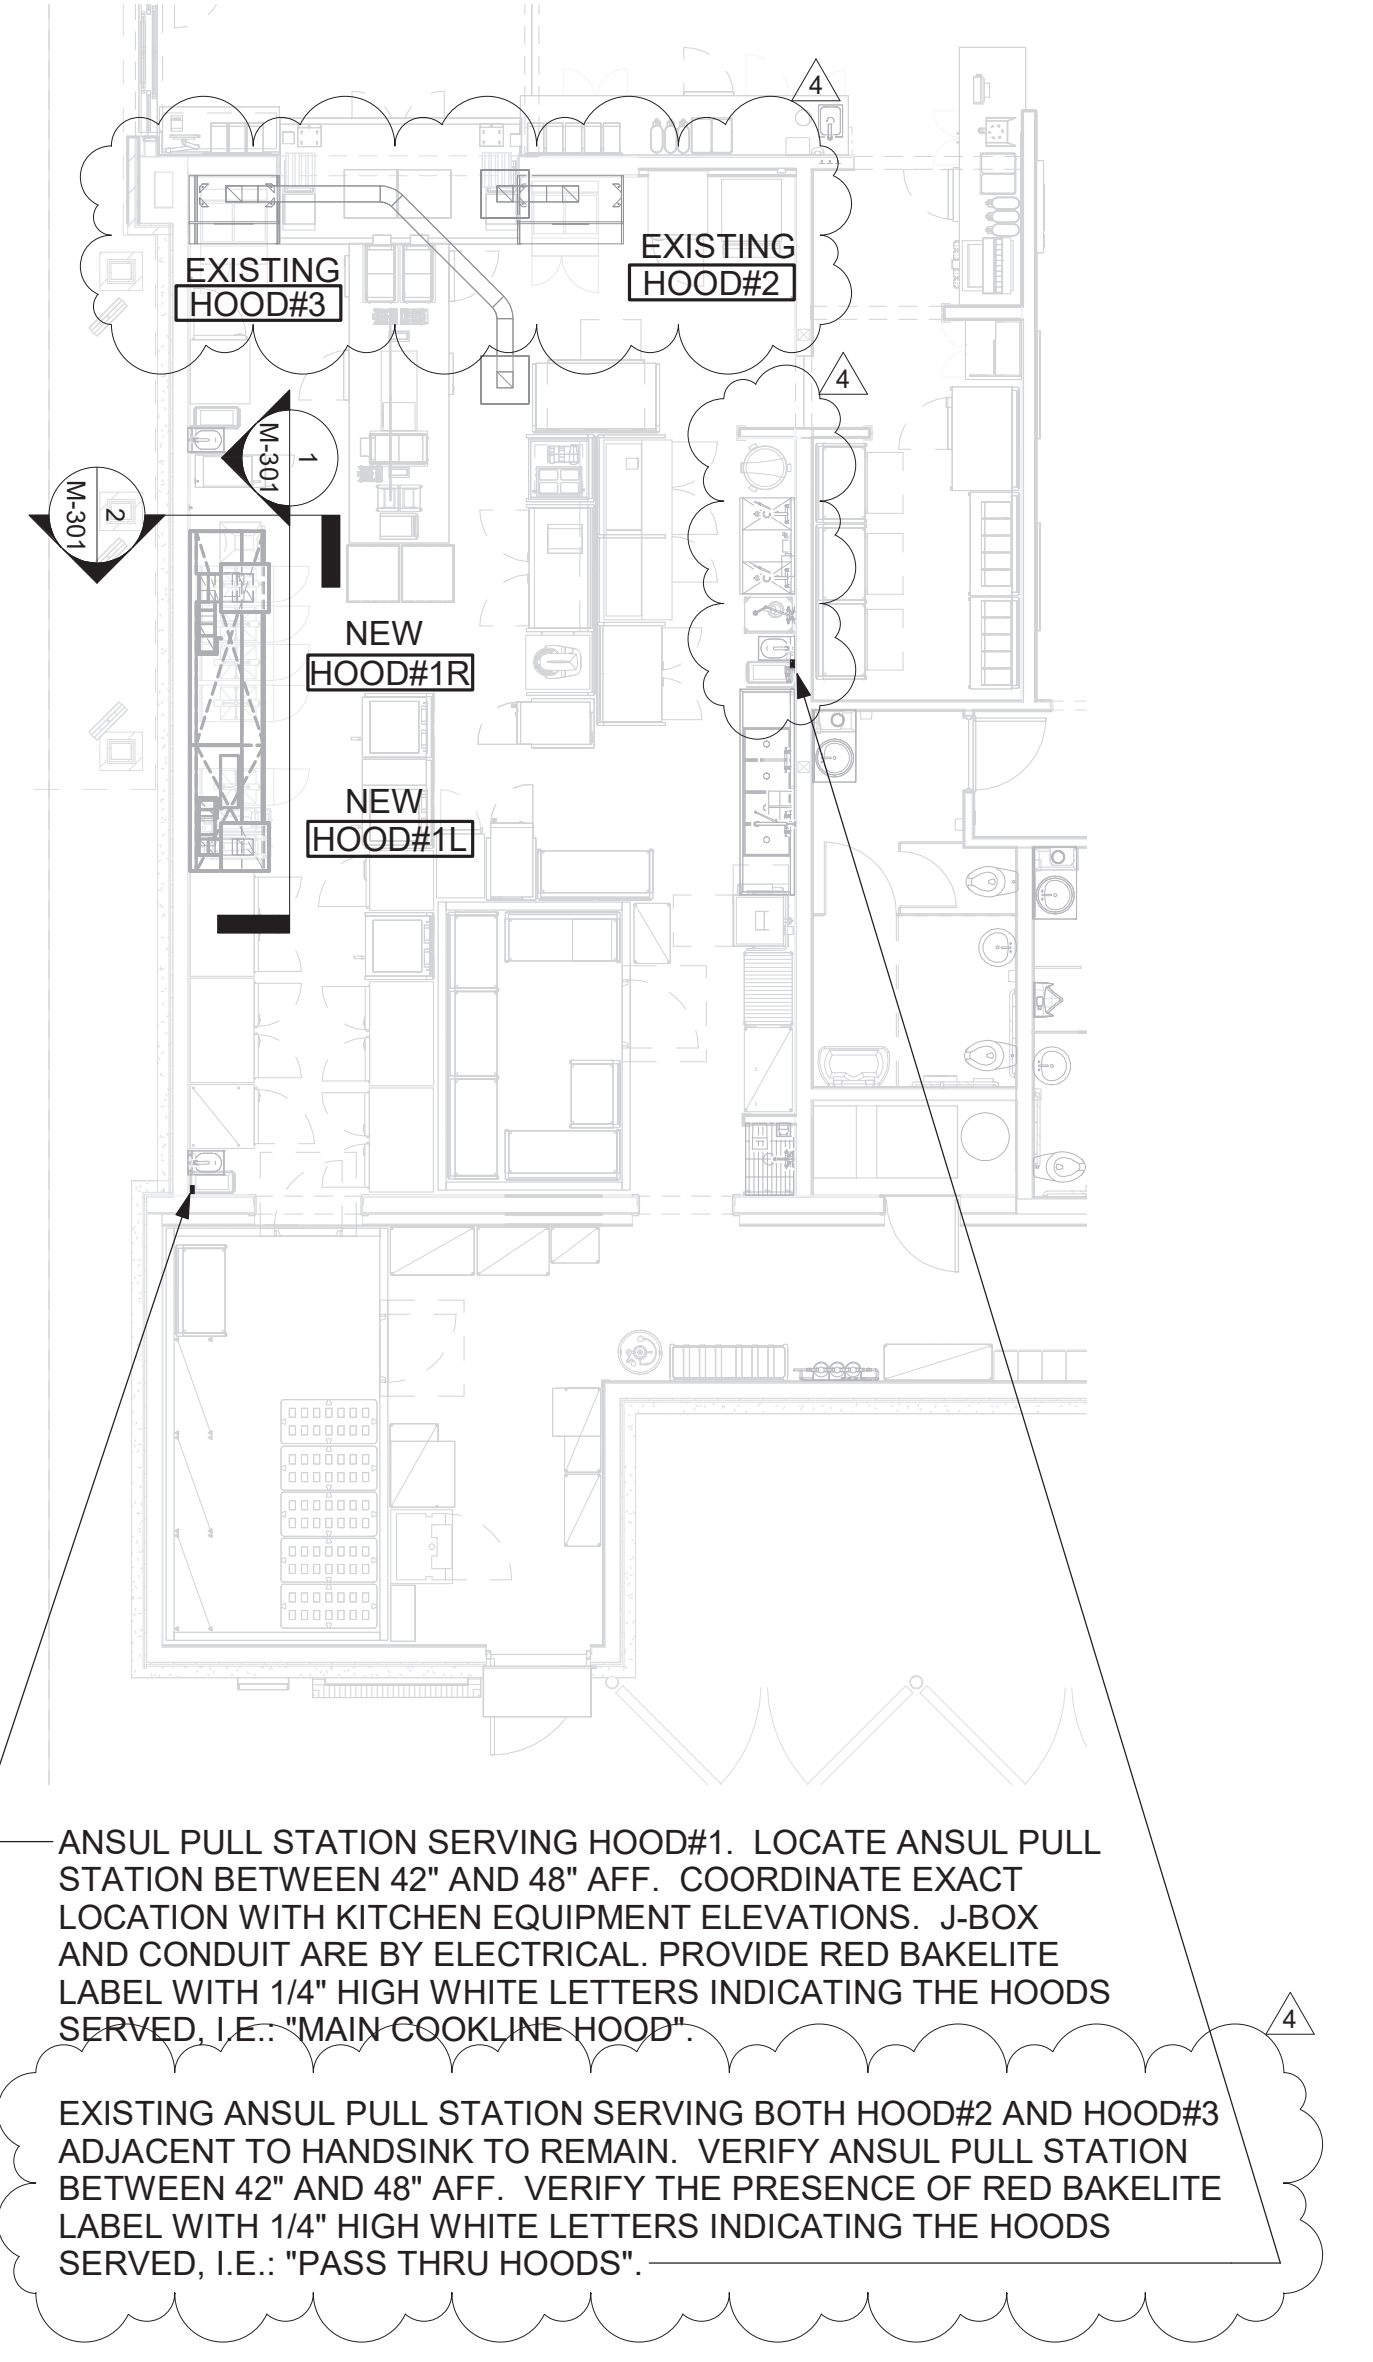 4
EXISTING
HOOD#3
EXISTING
HOOD#2
4
1
M-301
2
M-301
NEW
HOOD#1R
NEW
HOOD#1L
ANSUL PULL STATION SERVING HOOD#1. LOCATE ANSUL PULL
STATION BETWEEN 42" AND 48" AFF. COORDINATE EXACT
LOCATION WITH KITCHEN EQUIPMENT ELEVATIONS. J-BOX
AND CONDUIT ARE BY ELECTRICAL. PROVIDE RED BAKELITE
LABEL WITH 1/4" HIGH WHITE LETTERS INDICATING THE HOODS
SERVED, I.E.: "MAIN COOKLINE HOOD".
4
EXISTING ANSUL PULL STATION SERVING BOTH HOOD#2 AND HOOD#3
ADJACENT TO HANDSINK TO REMAIN. VERIFY ANSUL PULL STATION
BETWEEN 42" AND 48" AFF. VERIFY THE PRESENCE OF RED BAKELITE
LABEL WITH 1/4" HIGH WHITE LETTERS INDICATING THE HOODS
SERVED, I.E.: "PASS THRU HOODS".